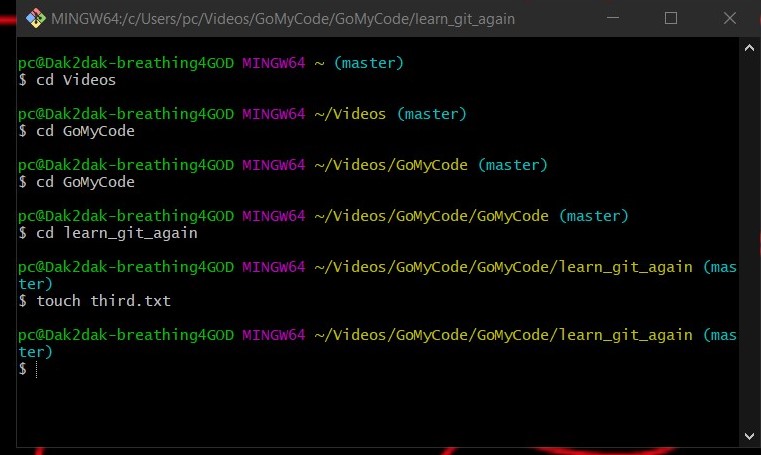 MINGW64:/c/Users/pc/Videos/GoMyCode/GoMyCode/learn_git_again
pc@Dak2dak-breathing4GOD MINGW64 ~ (master)
$ cd Videos
pc@Dak2dak-breathing4GOD MINGW64 ~/Videos (master)
$ cd GoMyCode
pc@Dak2dak-breathing4GOD MINGW64 ~/Videos/GoMyCode (master)
$ cd GoMyCode
pc@Dak2dak-breathing4GOD MINGW64 ~/Videos/GoMyCode/GoMyCode (master)
$ cd learn_git_again
pc@Dak2dak-breathing4GOD MINGW64 ~/Videos/GoMyCode/GoMyCode/learn_git_again (mas
ter)
$ touch third.txt
pc@Dak2dak-breathing4GOD MINGW64 ~/Videos/GoMyCode/GoMyCode/learn_git_again (mas
ter)
$